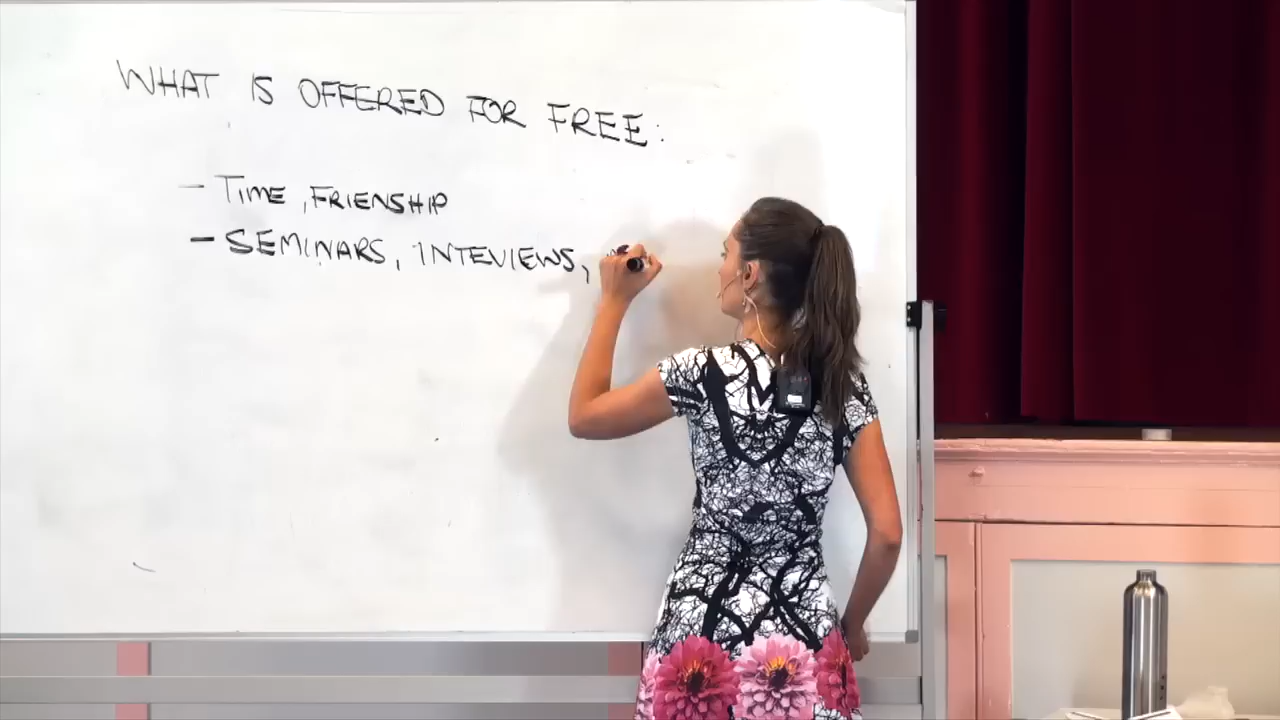 WHAT IS OFFERED FOR FREE:
- TIME, FRIENSHIP
- SEMINARS, INTEVIEWS,